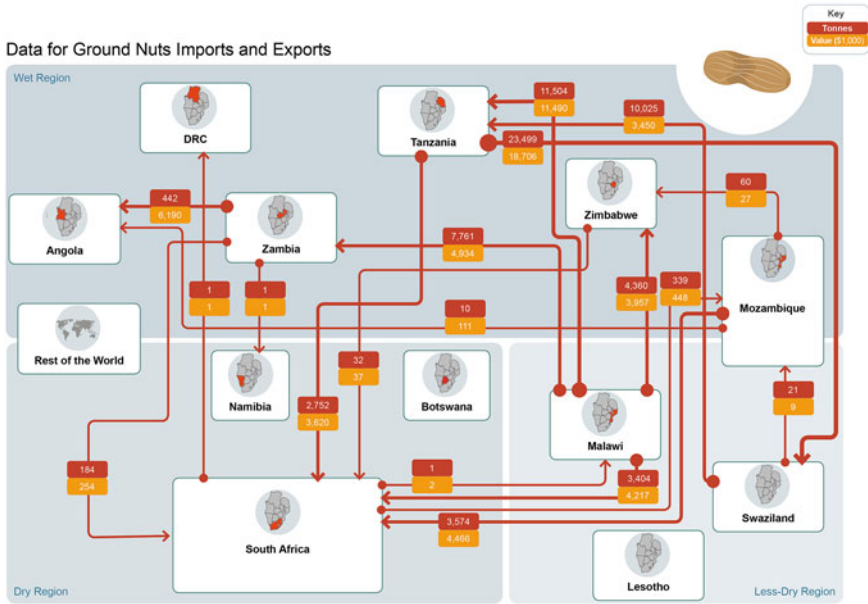 Key
Tonnes
Value ($1,000)
Data for Ground Nuts Imports and Exports
Wet Region
DRC
Tanzania
11,504
11,490
10,025
3,450
23,499
18,706
Zimbabwe
60
27
Angola
442
6,190
Zambia
7,761
4,934
4,360
3,957
339
448
Mozambique
1
1
1
1
10
111
Rest of the World
Namibia
32
37
Botswana
2,752
3,820
Malawi
21
9
184
254
South Africa
1
2
3,404
4,217
3,574
4,466
Swaziland
Lesotho
Dry Region
Less-Dry Region